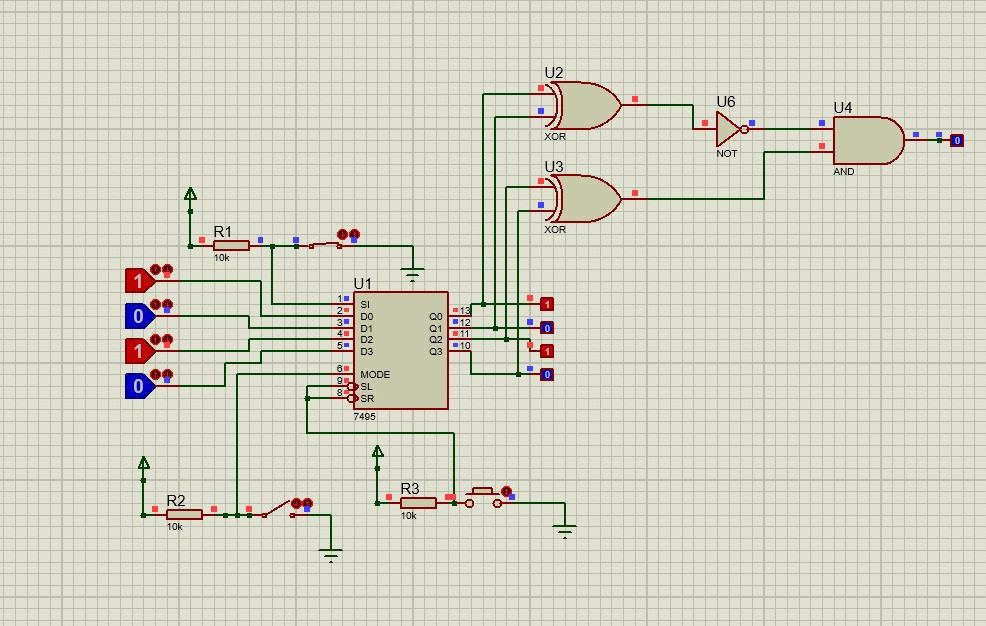 U2
XOR
U6
NOT
U4
AND
0
U3
XOR
R1
10k
1
0
1
0
U1
1 SI
2 D0 Q0 13
3 D1 Q1 12
4 D2 Q2 11
5 D3 Q3 10
6 MODE
9 SL
8 SR
7495
1
0
1
0
R2
10k
R3
10k